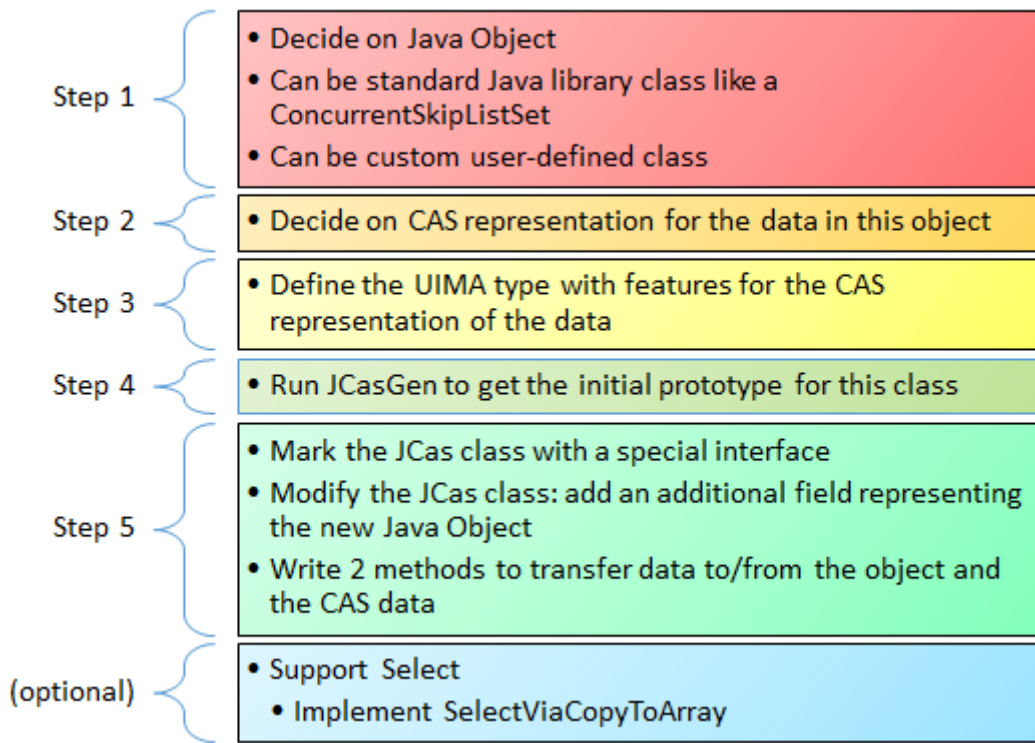 Step 1
• Decide on Java Object
• Can be standard Java library class like a
ConcurrentSkipListSet
• Can be custom user-defined class
Step 2
• Decide on CAS representation for the data in this object
Step 3
• Define the UIMA type with features for the CAS
representation of the data
Step 4
• Run JCasGen to get the initial prototype for this class
Step 5
• Mark the JCas class with a special interface
• Modify the JCas class: add an additional field representing
the new Java Object
• Write 2 methods to transfer data to/from the object and
the CAS data
(optional)
• Support Select
• Implement SelectViaCopyToArray